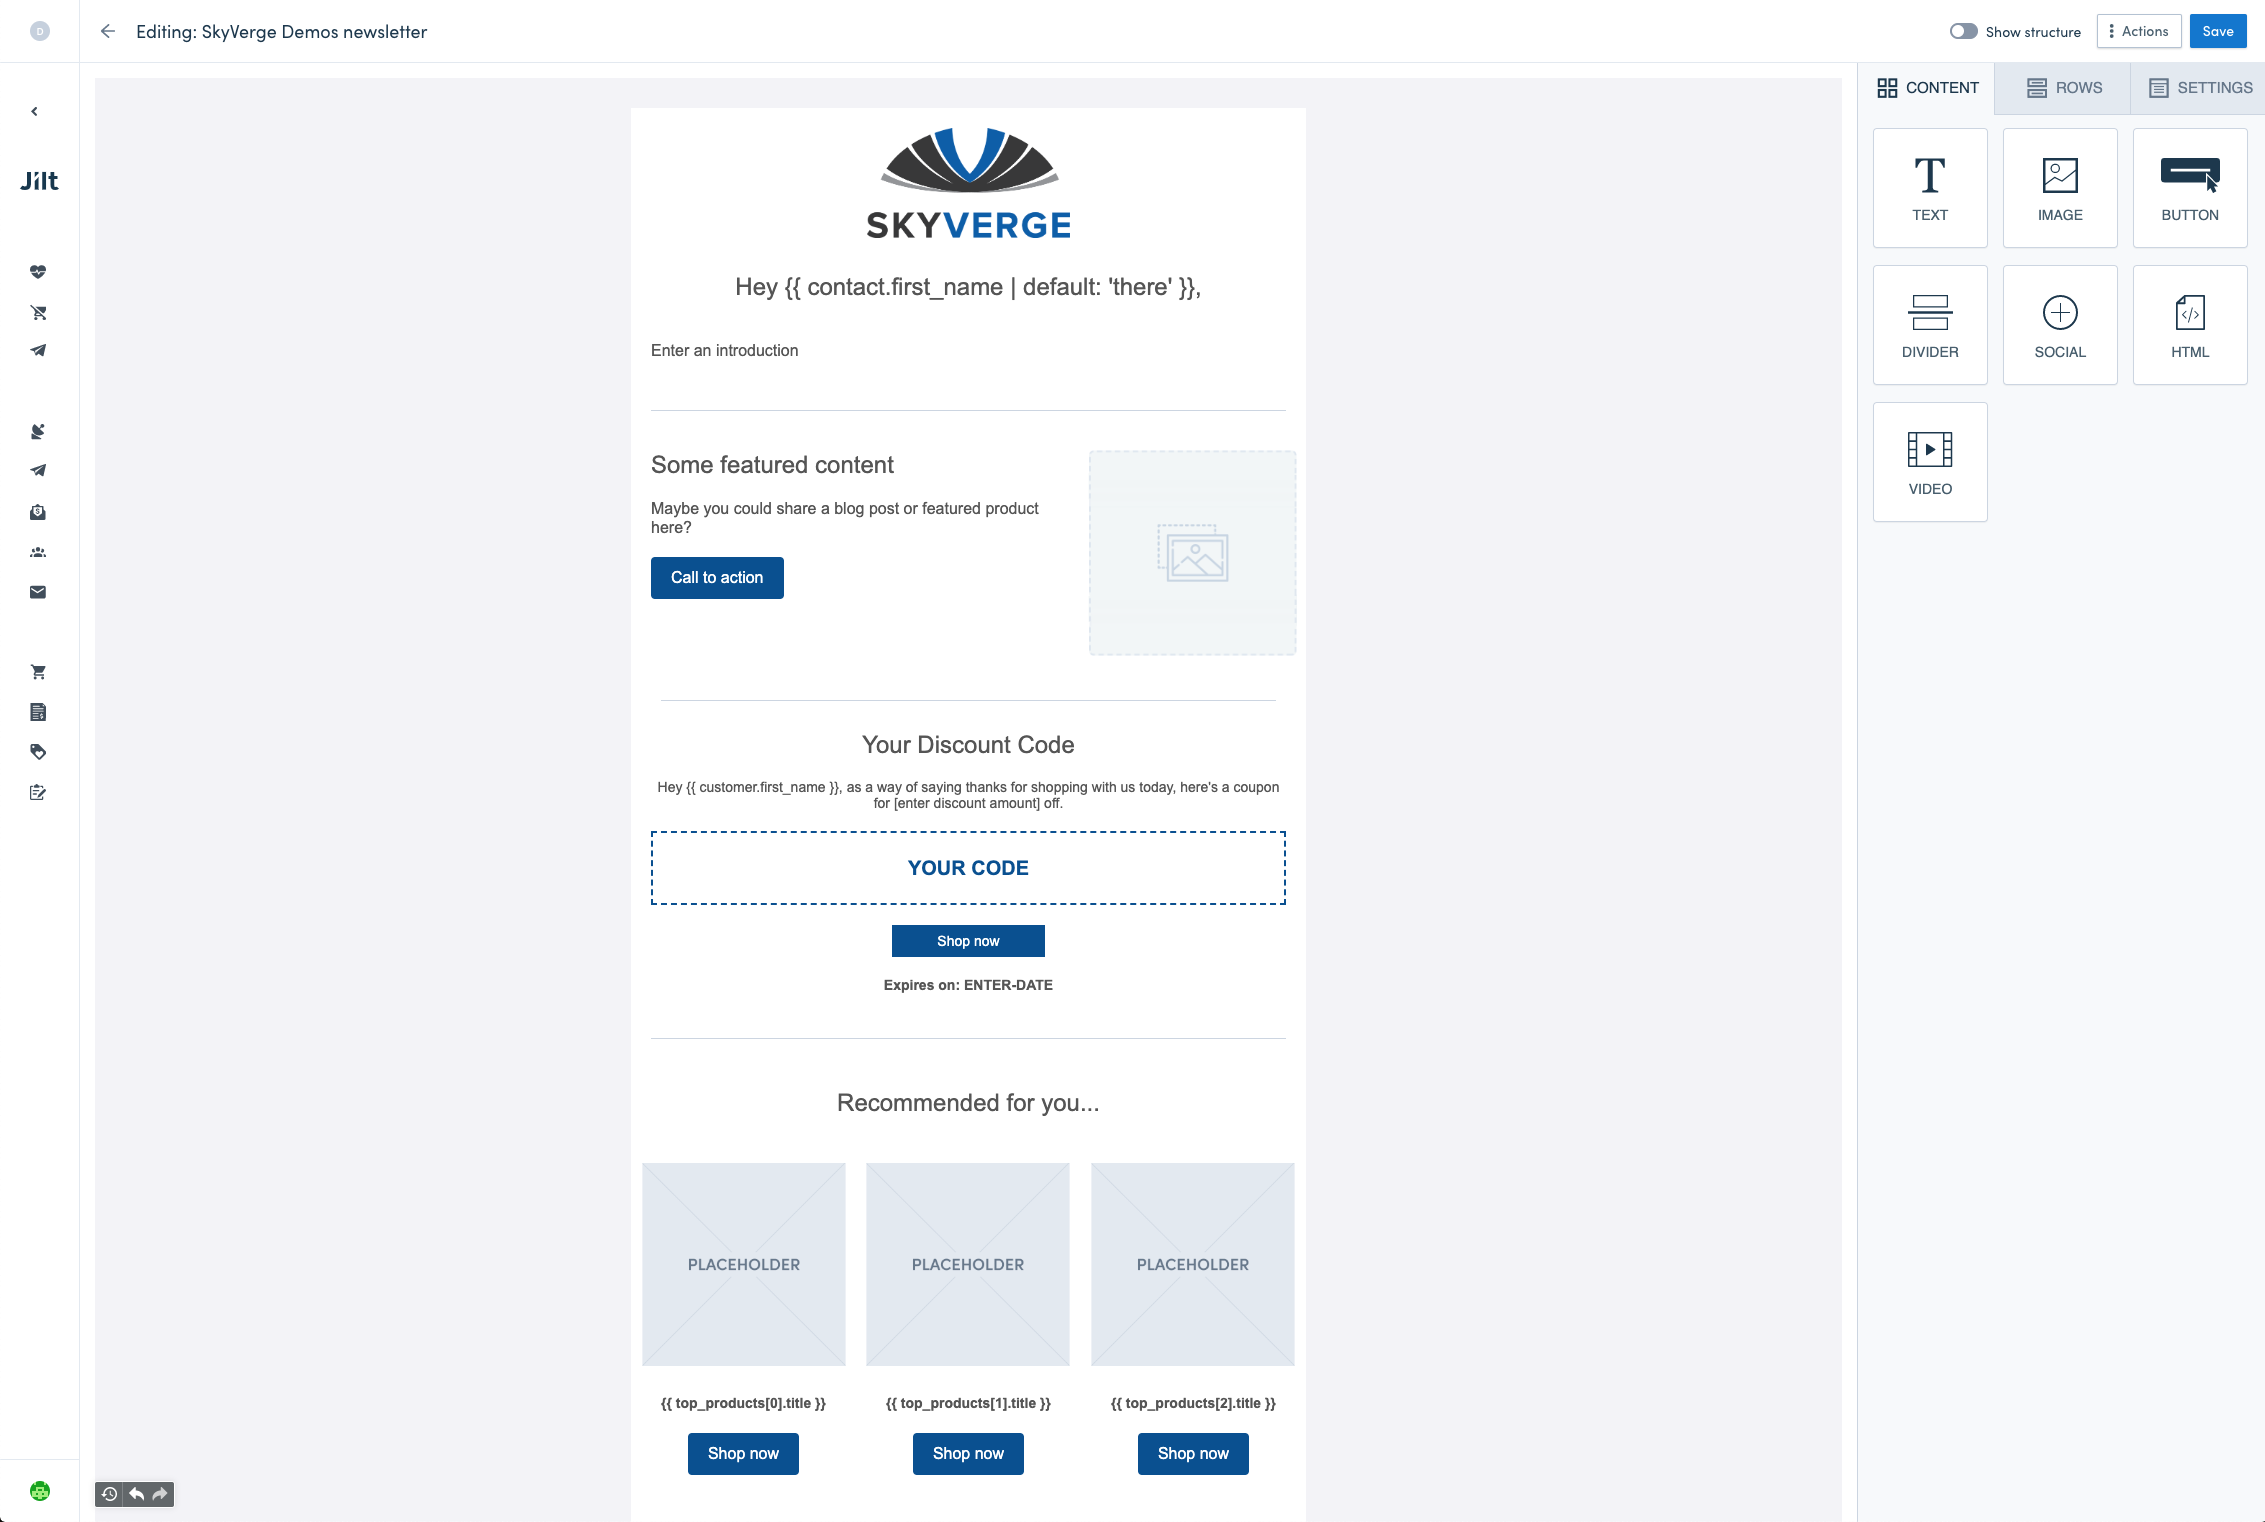 D
Editing: SkyVerge Demos newsletter
Show structure
Actions
Save
Jilt
CONTENT
ROWS
SETTINGS
TEXT
IMAGE
BUTTON
DIVIDER
SOCIAL
HTML
VIDEO
SKYVERGE
Hey {{ contact.first_name | default: 'there' }},
Enter an introduction
Some featured content
Maybe you could share a blog post or featured product
here?
Call to action
Your Discount Code
Hey {{ customer.first_name }}, as a way of saying thanks for shopping with us today, here's a coupon
for [enter discount amount] off.
YOUR CODE
Shop now
Expires on: ENTER-DATE
Recommended for you...
PLACEHOLDER
PLACEHOLDER
PLACEHOLDER
{{ top_products[0].title }}
{{ top_products[1].title }}
{{ top_products[2].title }}
Shop now
Shop now
Shop now